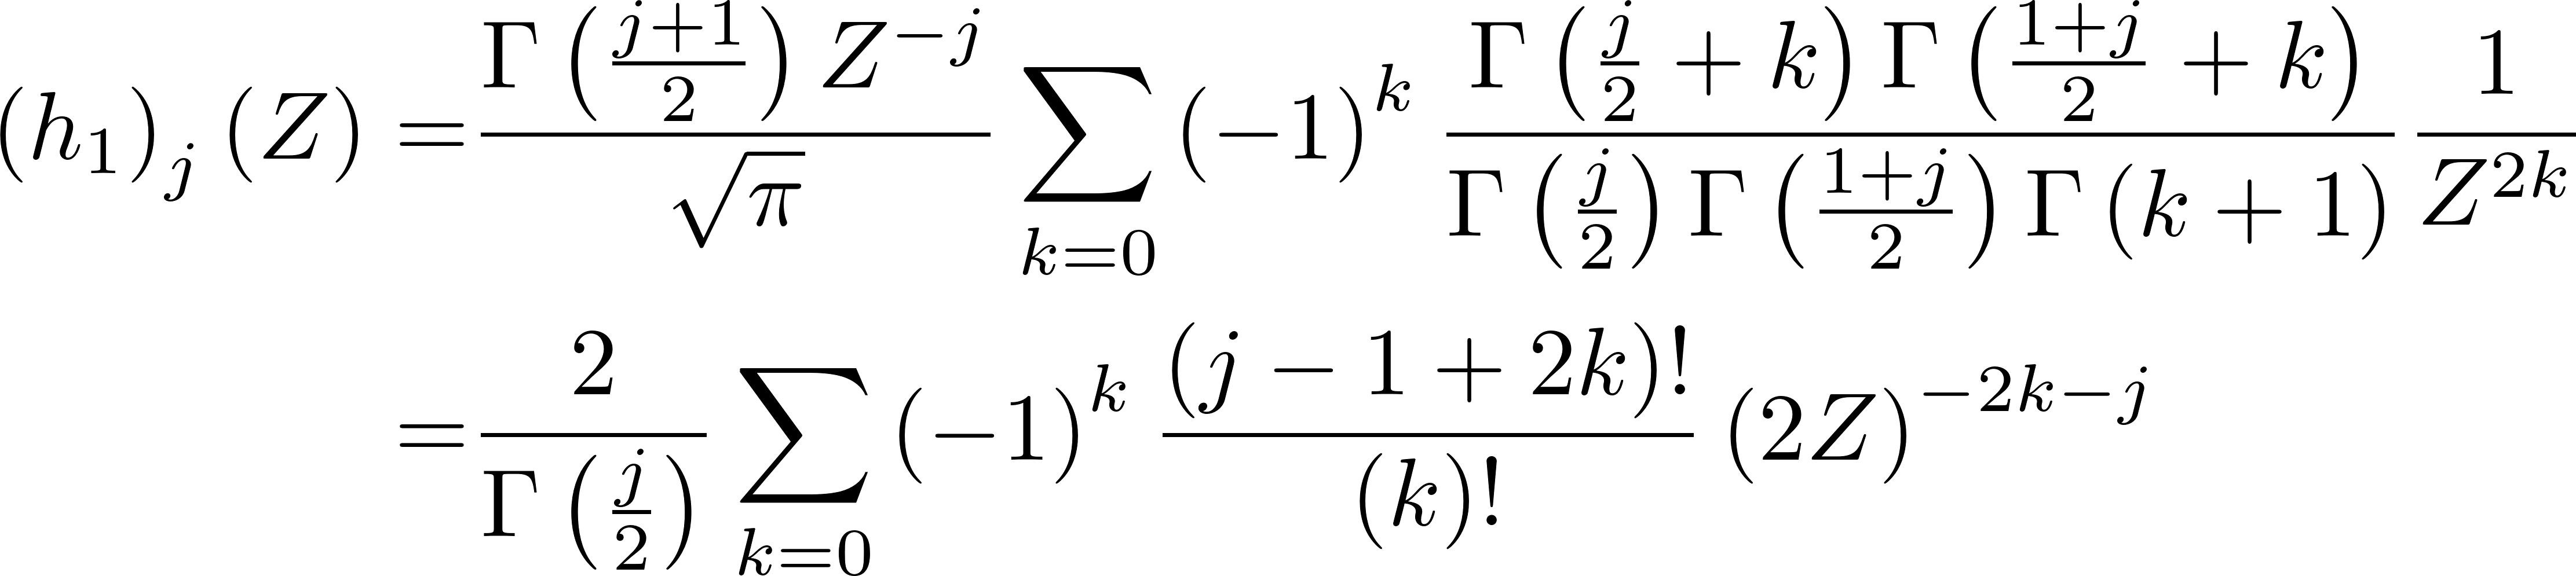 \left(h_1\right)_j(Z) = \frac{\Gamma\left(\frac{j+1}{2}\right) Z^{-j}}{\sqrt{\pi}} \sum_{k=0} (-1)^k \frac{\Gamma\left(\frac{j}{2}+k\right) \Gamma\left(\frac{1+j}{2}+k\right)}{\Gamma\left(\frac{j}{2}\right) \Gamma\left(\frac{1+j}{2}\right) \Gamma(k+1)} \frac{1}{Z^{2k}}
= \frac{2}{\Gamma\left(\frac{j}{2}\right)} \sum_{k=0} (-1)^k \frac{(j-1+2k)!}{(k)!} (2Z)^{-2k-j}